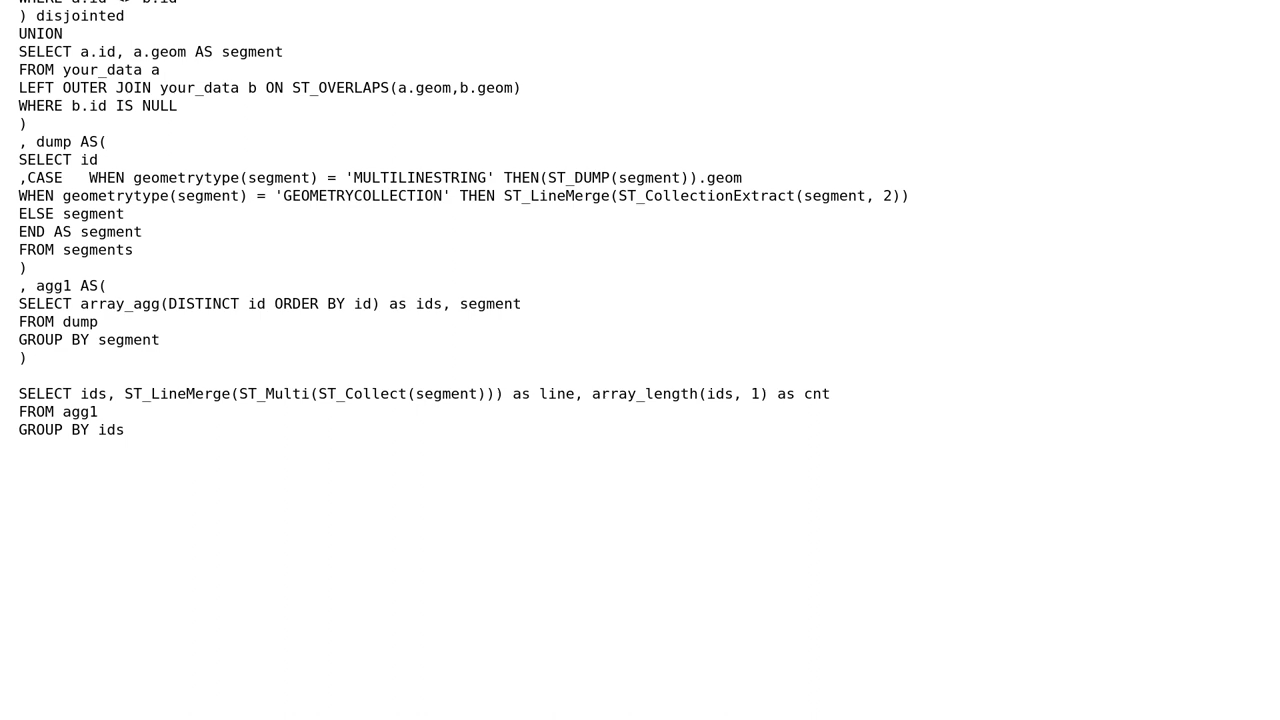 WHERE a.id <> b.id
) disjointed
UNION
SELECT a.id, a.geom AS segment
FROM your_data a
LEFT OUTER JOIN your_data b ON ST_OVERLAPS(a.geom,b.geom)
WHERE b.id IS NULL
)
, dump AS(
SELECT id
,CASE   WHEN geometrytype(segment) = 'MULTILINESTRING' THEN(ST_DUMP(segment)).geom
WHEN geometrytype(segment) = 'GEOMETRYCOLLECTION' THEN ST_LineMerge(ST_CollectionExtract(segment, 2))
ELSE segment
END AS segment
FROM segments
)
, agg1 AS(
SELECT array_agg(DISTINCT id ORDER BY id) as ids, segment
FROM dump
GROUP BY segment
)
SELECT ids, ST_LineMerge(ST_Multi(ST_Collect(segment))) as line, array_length(ids, 1) as cnt
FROM agg1
GROUP BY ids